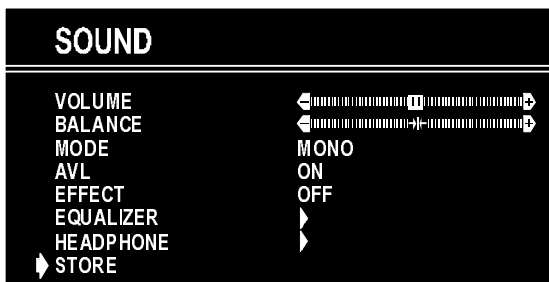 SOUND
VOLUME - +
BALANCE - +
MODE MONO
AVL ON
EFFECT OFF
EQUALIZER
HEADPHONE
STORE